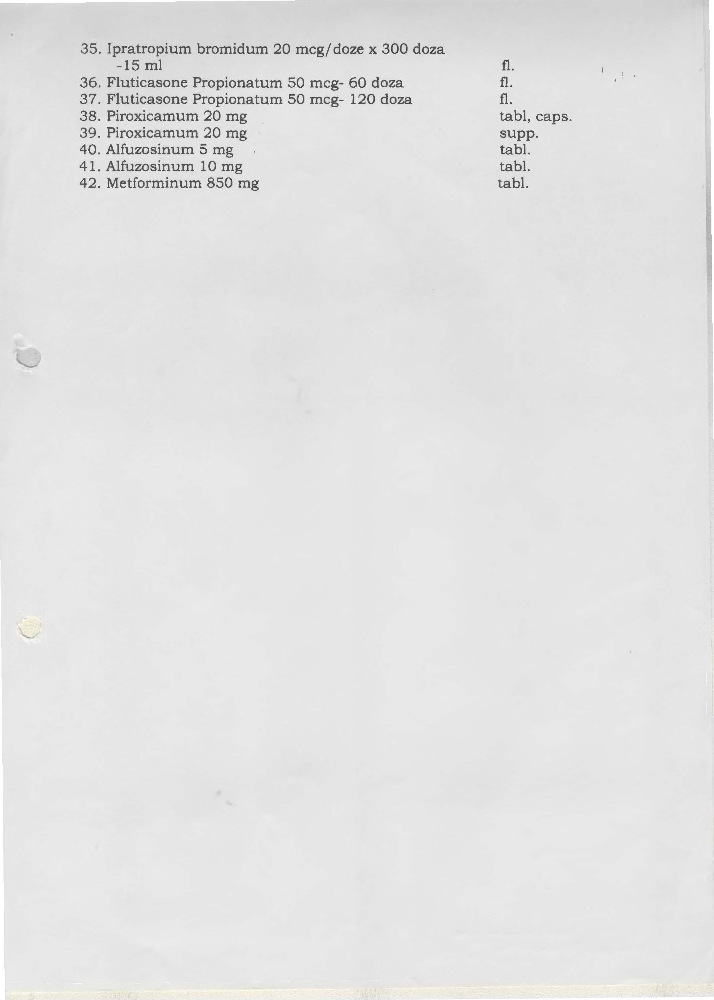 35. Ipratropium bromidum 20 mcg/doze x 300 doza
-15 ml fl.
36. Fluticasone Propionatum 50 mcg- 60 doza fl.
37. Fluticasone Propionatum 50 mcg- 120 doza fl.
38. Piroxicamum 20 mg tabl, caps.
39. Piroxicamum 20 mg supp.
40. Alfuzosinum 5 mg tabl.
41. Alfuzosinum 10 mg tabl.
42. Metforminum 850 mg tabl.